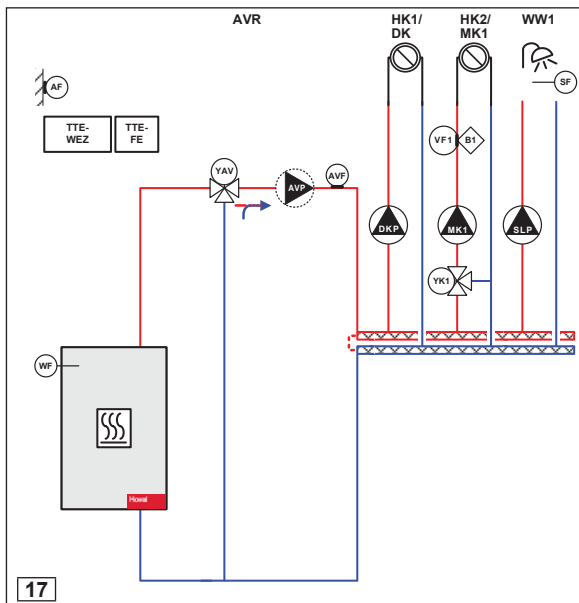 AVR
HK1/
DK
HK2/
MK1
WW1
AF
SF
TTE-
WEZ
TTE-
FE
VF1
B1
YAV
AVP
AVF
DKP
MK1
SLP
YK1
WF
Hoval
17